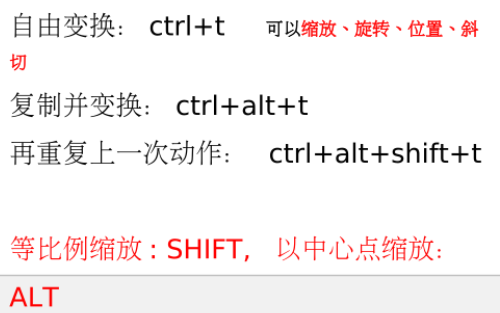 自由变换： ctrl+t 可以缩放、旋转、位置、斜
切
复制并变换： ctrl+alt+t
再重复上一次动作： ctrl+alt+shift+t
等比例缩放：SHIFT， 以中心点缩放：
ALT